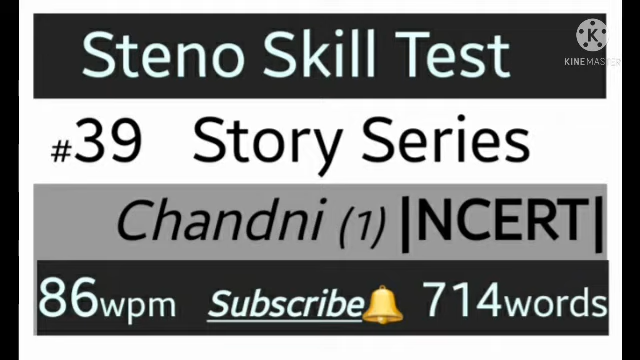 Steno Skill Test
K
KINEMASTER
#39 Story Series
Chandni (1) |NCERT|
86wpm Subscribe 714words